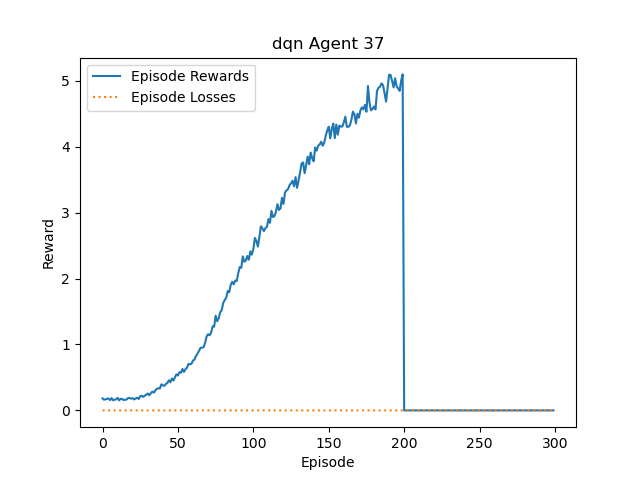 dqn Agent 37
Episode Rewards
Episode Losses
Reward
5
4
3
2
1
0
0 50 100 150 200 250 300
Episode